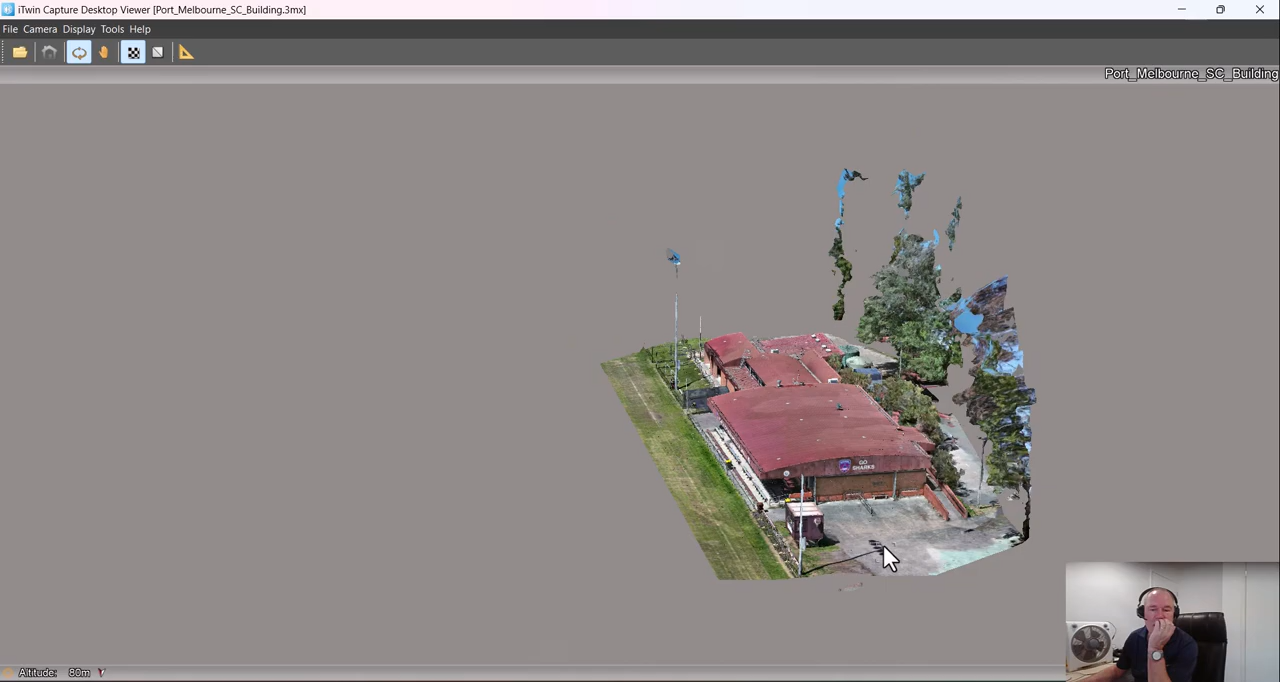 iTwin Capture Desktop Viewer [Port_Melbourne_SC_Building.3mx]
File Camera Display Tools Help
Port_Melbourne_SC_Building
GO
SHARKS
Altitude: 80m